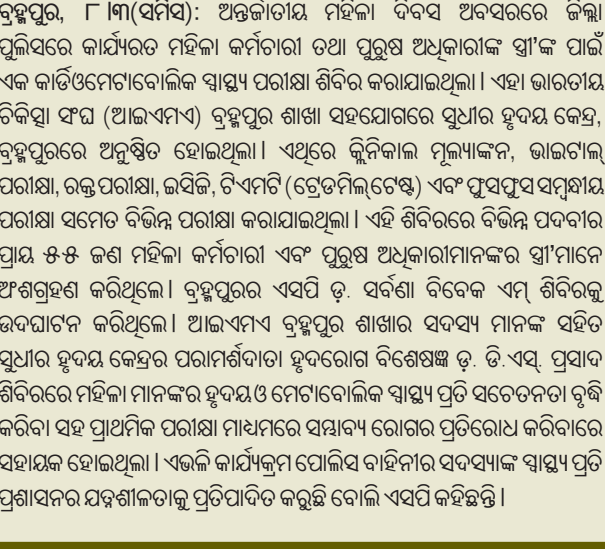 ବ୍ରହ୍ମପୁର, ୮।୩(ସମିସ): ଅନ୍ତର୍ଜାତୀୟ ମହିଳା ଦିବସ ଅବସରରେ ଜିଲ୍ଲା
ପୁଲିସରେ କାର୍ଯ୍ୟରତ ମହିଳା କର୍ମଚାରୀ ତଥା ପୁରୁଷ ଅଧିକାରୀଙ୍କ ସ୍ତ୍ରୀ'ଙ୍କ ପାଇଁ
ଏକ କାର୍ଡିଓମେଟାବୋଲିକ ସ୍ୱାସ୍ଥ୍ୟ ପରୀକ୍ଷା ଶିବିର କରାଯାଇଥିଲା। ଏହା ଭାରତୀୟ
ଚିକିତ୍ସା ସଂଘ (ଆଇଏମଏ) ବ୍ରହ୍ମପୁର ଶାଖା ସହଯୋଗରେ ସୁଧୀର ହୃଦୟ କେନ୍ଦ୍ର,
ବ୍ରହ୍ମପୁରରେ ଅନୁଷ୍ଠିତ ହୋଇଥିଲା। ଏଥିରେ କ୍ଲିନିକାଲ ମୂଲ୍ୟାଙ୍କନ, ଭାଇଟାଲ୍
ପରୀକ୍ଷା, ରକ୍ତପରୀକ୍ଷା, ଇସିଜି, ଟିଏମଟି (ଟ୍ରେଡମିଲ୍‌ଟେଷ୍ଟ) ଏବଂ ଫୁସଫୁସ ସମ୍ବନ୍ଧୀୟ
ପରୀକ୍ଷା ସମେତ ବିଭିନ୍ନ ପରୀକ୍ଷା କରାଯାଇଥିଲା। ଏହି ଶିବିରରେ ବିଭିନ୍ନ ପଦବୀର
ପ୍ରାୟ ୫୫ ଜଣ ମହିଳା କର୍ମଚାରୀ ଏବଂ ପୁରୁଷ ଅଧିକାରୀମାନଙ୍କର ସ୍ତ୍ରୀ'ମାନେ
ଅଂଶଗ୍ରହଣ କରିଥିଲେ। ବ୍ରହ୍ମପୁରର ଏସପି ଡ଼. ସର୍ବଣା ବିବେକ ଏମ୍ ଶିବିରକୁ
ଉଦଘାଟନ କରିଥିଲେ। ଆଇଏମଏ ବ୍ରହ୍ମପୁର ଶାଖାର ସଦସ୍ୟ ମାନଙ୍କ ସହିତ
ସୁଧୀର ହୃଦୟ କେନ୍ଦ୍ରର ପରାମର୍ଶଦାତା ହୃଦରୋଗ ବିଶେଷଜ୍ଞ ଡ଼. ଡି.ଏସ୍. ପ୍ରସାଦ
ଶିବିରରେ ମହିଳା ମାନଙ୍କର ହୃଦୟଓ ମେଟାବୋଲିକ ସ୍ୱାସ୍ଥ୍ୟ ପ୍ରତି ସଚେତନତା ବୃଦ୍ଧି
କରିବା ସହ ପ୍ରାଥମିକ ପରୀକ୍ଷା ମାଧ୍ୟମରେ ସମ୍ଭାବ୍ୟ ରୋଗର ପ୍ରତିରୋଧ କରିବାରେ
ସହାୟକ ହୋଇଥିଲା। ଏଭଳି କାର୍ଯ୍ୟକ୍ରମ ପୋଲିସ ବାହିନୀର ସଦସ୍ୟାଙ୍କ ସ୍ୱାସ୍ଥ୍ୟ ପ୍ରତି
ପ୍ରଶାସନର ଯତ୍ନଶୀଳତାକୁ ପ୍ରତିପାଦିତ କରୁଛି ବୋଲି ଏସପି କହିଛନ୍ତି।